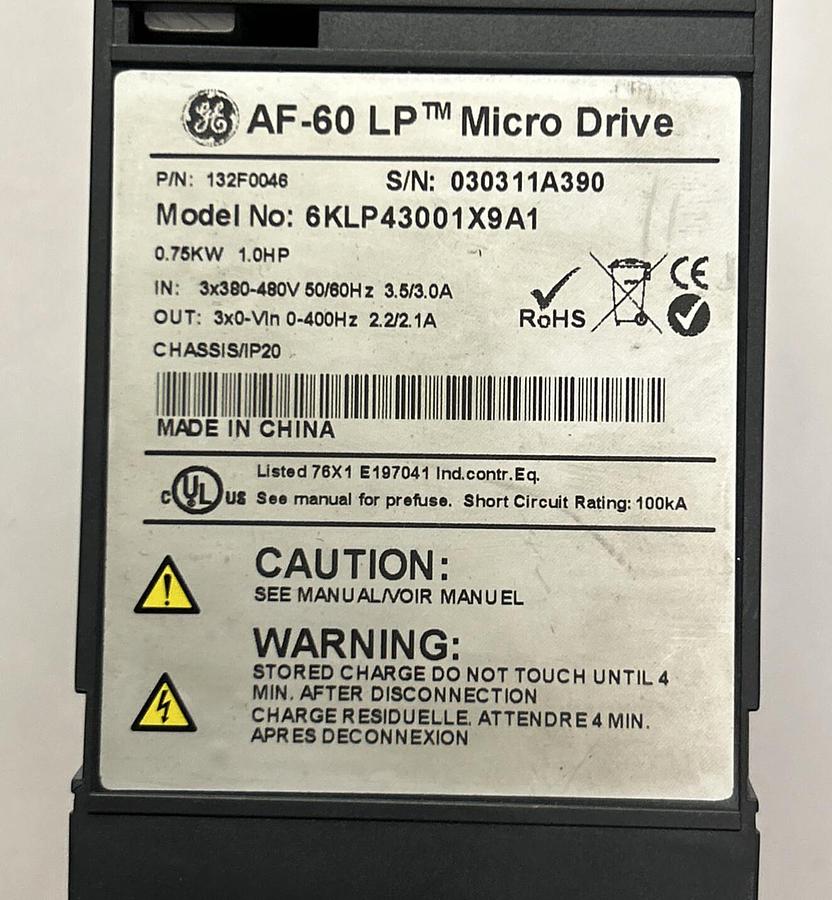 GE AF-60 LP™ Micro Drive
P/N: 132F0046 S/N: 030311A390
Model No: 6KLP43001X9A1
0.75KW 1.0HP
IN: 3x380-480V 50/60Hz 3.5/3.0A
OUT: 3x0-Vin 0-400Hz 2.2/2.1A
RoHS
CE
CHASSIS/IP20
MADE IN CHINA
Listed 76X1 E197041 Ind.contr.Eq.
c UL US See manual for prefuse. Short Circuit Rating: 100kA
CAUTION:
SEE MANUAL/VOIR MANUEL
WARNING:
STORED CHARGE DO NOT TOUCH UNTIL 4
MIN. AFTER DISCONNECTION
CHARGE RESIDUELLE, ATTENDRE 4 MIN.
APRES DECONNEXION